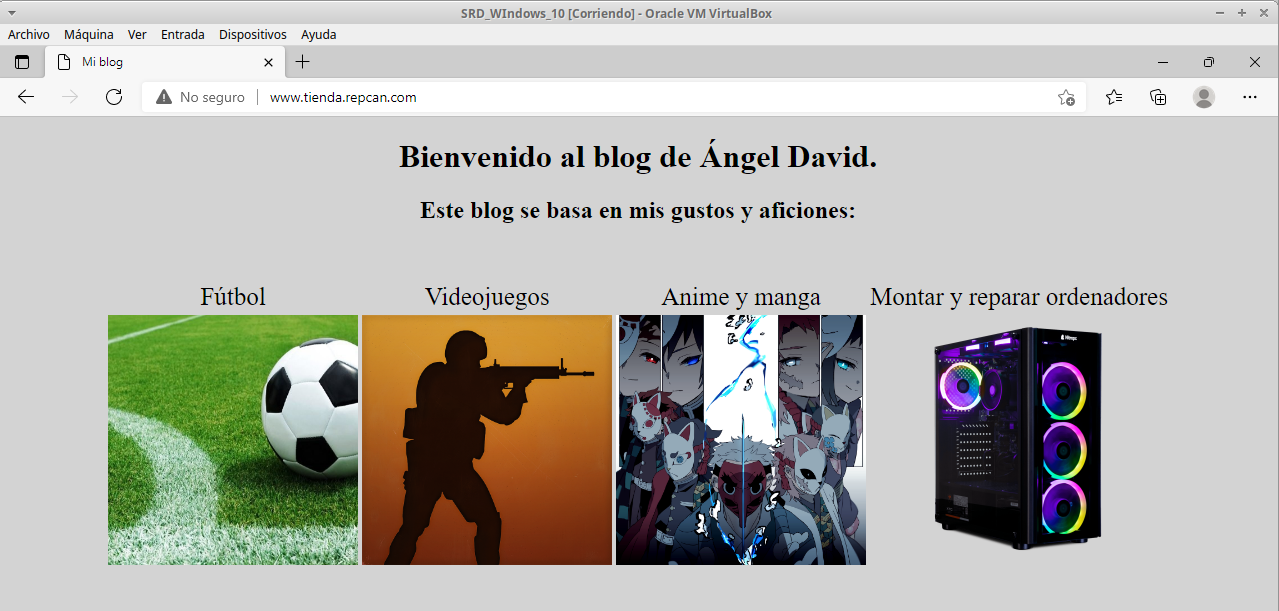 SRD_WIndows_10 [Corriendo] - Oracle VM VirtualBox
Archivo Máquina Ver Entrada Dispositivos Ayuda
Mi blog
No seguro www.tienda.repcan.com
Bienvenido al blog de Ángel David.
Este blog se basa en mis gustos y aficiones:
Fútbol Videojuegos Anime y manga Montar y reparar ordenadores